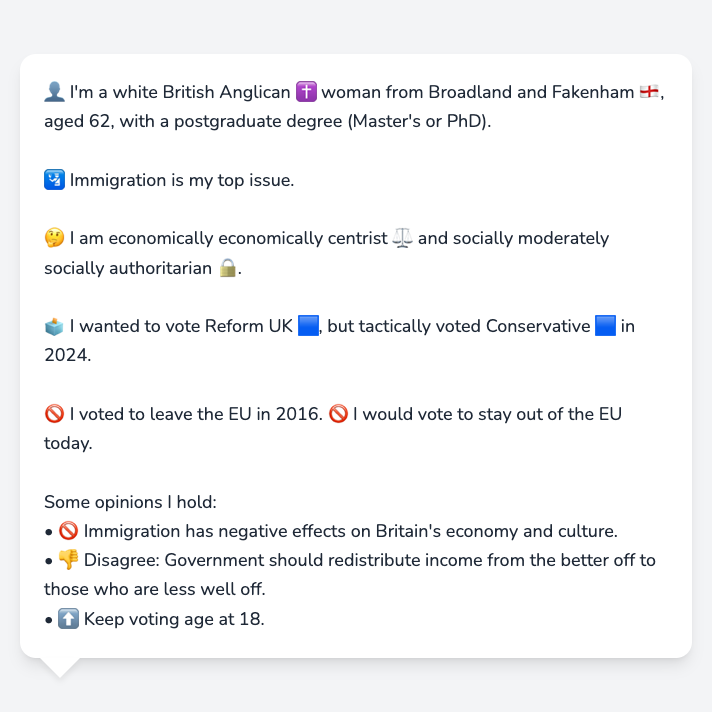 👤 I'm a white British Anglican ✝️ woman from Broadland and Fakenham 🏴󠁧󠁢󠁥󠁮󠁧󠁿,
aged 62, with a postgraduate degree (Master's or PhD).
🛂 Immigration is my top issue.
🤔 I am economically economically centrist ⚖️ and socially moderately
socially authoritarian 🔒.
🗳️ I wanted to vote Reform UK 🟦, but tactically voted Conservative 🟦 in
2024.
🚫 I voted to leave the EU in 2016. 🚫 I would vote to stay out of the EU
today.
Some opinions I hold:
• 🚫 Immigration has negative effects on Britain's economy and culture.
• 👎 Disagree: Government should redistribute income from the better off to
those who are less well off.
• ⬆️ Keep voting age at 18.